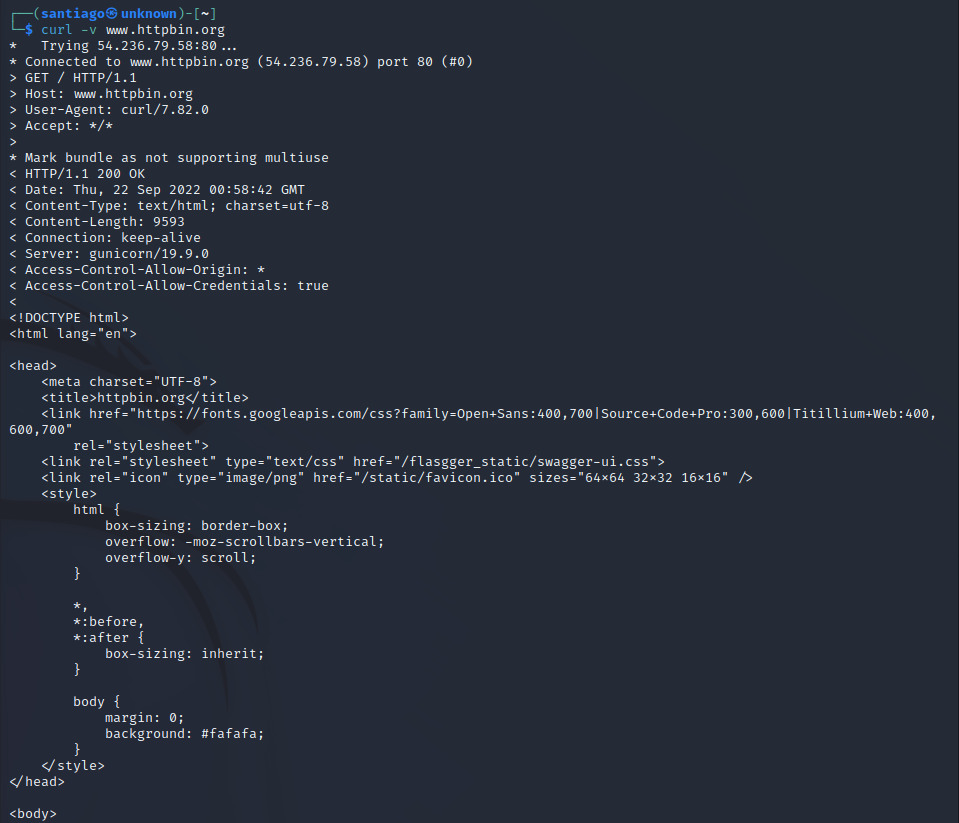 ┌──(santiago㉿unknown)-[~]
└─$ curl -v www.httpbin.org
*   Trying 54.236.79.58:80...
* Connected to www.httpbin.org (54.236.79.58) port 80 (#0)
> GET / HTTP/1.1
> Host: www.httpbin.org
> User-Agent: curl/7.82.0
> Accept: */*
>
* Mark bundle as not supporting multiuse
< HTTP/1.1 200 OK
< Date: Thu, 22 Sep 2022 00:58:42 GMT
< Content-Type: text/html; charset=utf-8
< Content-Length: 9593
< Connection: keep-alive
< Server: gunicorn/19.9.0
< Access-Control-Allow-Origin: *
< Access-Control-Allow-Credentials: true
<
<!DOCTYPE html>
<html lang="en">

<head>
    <meta charset="UTF-8">
    <title>httpbin.org</title>
    <link href="https://fonts.googleapis.com/css?family=Open+Sans:400,700|Source+Code+Pro:300,600|Titillium+Web:400,
600,700"
        rel="stylesheet">
    <link rel="stylesheet" type="text/css" href="/flasgger_static/swagger-ui.css">
    <link rel="icon" type="image/png" href="/static/favicon.ico" sizes="64x64 32x32 16x16" />
    <style>
        html {
            box-sizing: border-box;
            overflow: -moz-scrollbars-vertical;
            overflow-y: scroll;
        }

        *,
        *:before,
        *:after {
            box-sizing: inherit;
        }

        body {
            margin: 0;
            background: #fafafa;
        }
    </style>
</head>

<body>